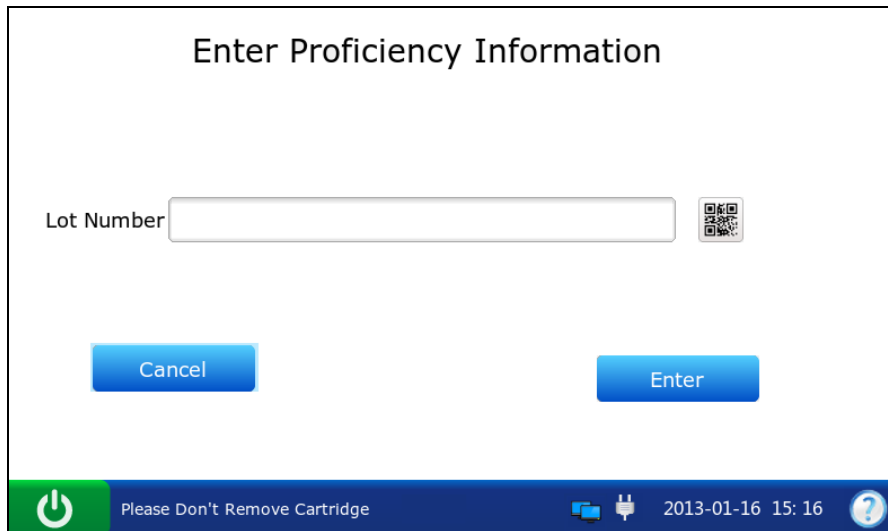 Enter Proficiency Information
Lot Number
Cancel
Enter
Please Don't Remove Cartridge
2013-01-16 15: 16
?